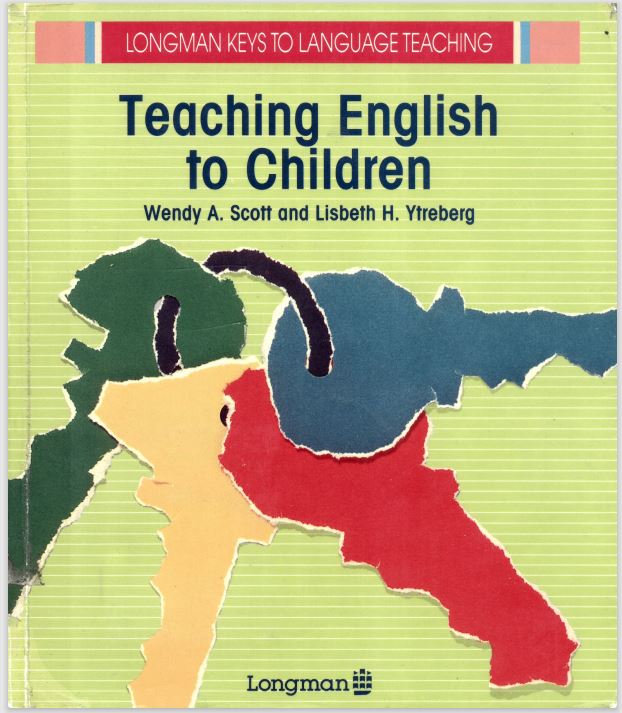 LONGMAN KEYS TO LANGUAGE TEACHING
Teaching English
to Children
Wendy A. Scott and Lisbeth H. Ytreberg
Longman